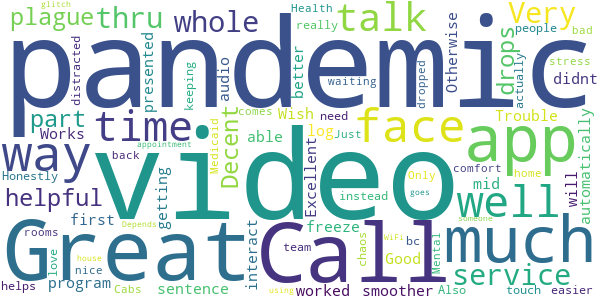 glitch
plague thru whole talk Very Health really people bad
distracted presented keeping audio better Otherwise drops actually stress didnt
pandemic
waiting dropped
part time Decent Wish log face app Trouble automatically
Works able Just need
way video Medicaid Excellent Only home
Honestly back appointment comes instead goes mid will
helpful getting well comfort
first interact freeze someone
Great Call much
rooms Depends team chaos WiFi Good Mental service
love house nice bc
helps program Cabs sentence using worked smoother Also touch easier